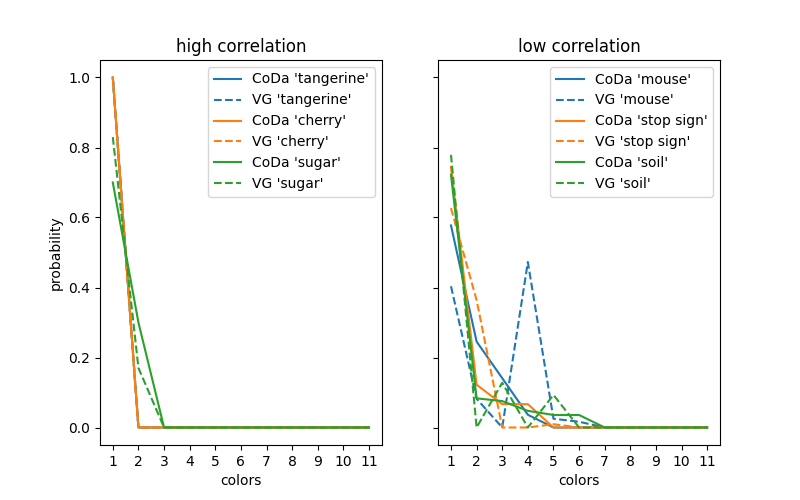 high correlation
low correlation
CoDa 'tangerine'
VG 'tangerine'
CoDa 'cherry'
VG 'cherry'
CoDa 'sugar'
VG 'sugar'
CoDa 'mouse'
VG 'mouse'
CoDa 'stop sign'
VG 'stop sign'
CoDa 'soil'
VG 'soil'
probability
1.0
0.8
0.6
0.4
0.2
0.0
1 2 3 4 5 6 7 8 9 10 11
colors
1 2 3 4 5 6 7 8 9 10 11
colors